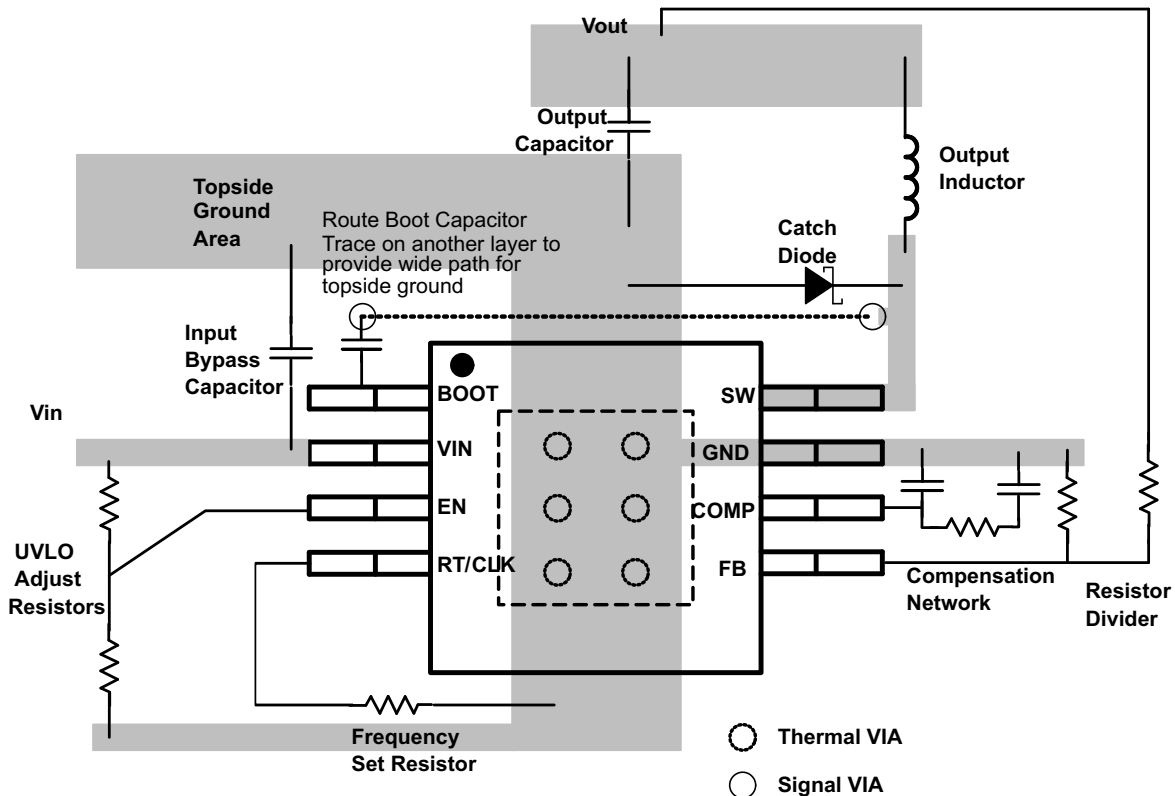 Vout
Output
Capacitor
Output
Inductor
Topside
Ground
Area
Route Boot Capacitor
Trace on another layer to
provide wide path for
topside ground
Catch
Diode
Input
Bypass
Capacitor
BOOT
SW
Vin
VIN
GND
EN
COMP
RT/CLK
FB
UVLO
Adjust
Resistors
Compensation
Network
Resistor
Divider
Frequency
Set Resistor
Thermal VIA
Signal VIA